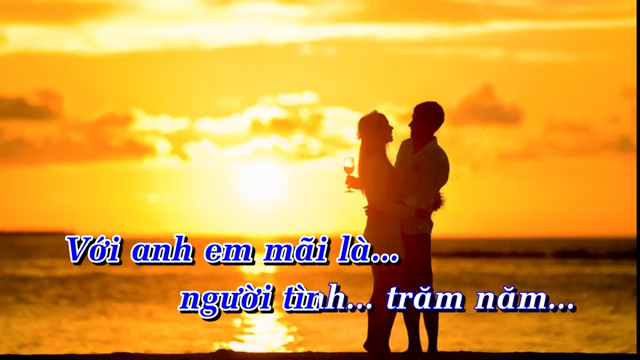 Với anh em mãi là...
người tình... trăm năm...